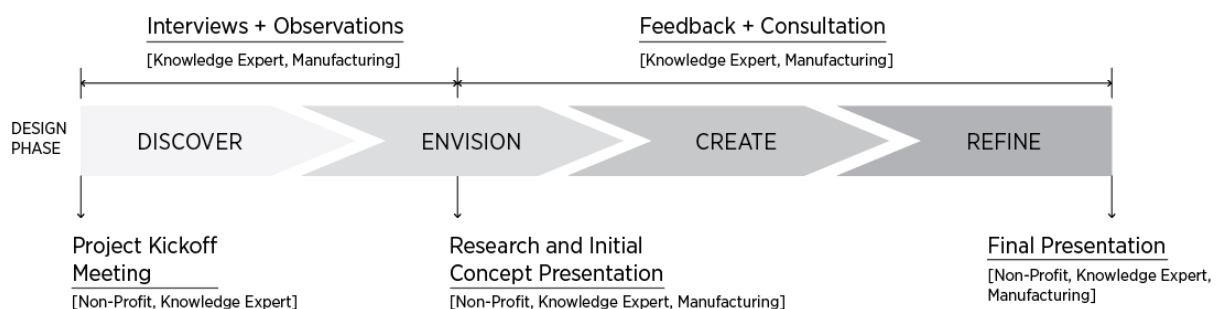 Interviews + Observations
[Knowledge Expert, Manufacturing]
Feedback + Consultation
[Knowledge Expert, Manufacturing]
DESIGN
PHASE
DISCOVER
ENVISION
CREATE
REFINE
Project Kickoff
Meeting
[Non-Profit, Knowledge Expert]
Research and Initial
Concept Presentation
[Non-Profit, Knowledge Expert, Manufacturing]
Final Presentation
[Non-Profit, Knowledge Expert,
Manufacturing]